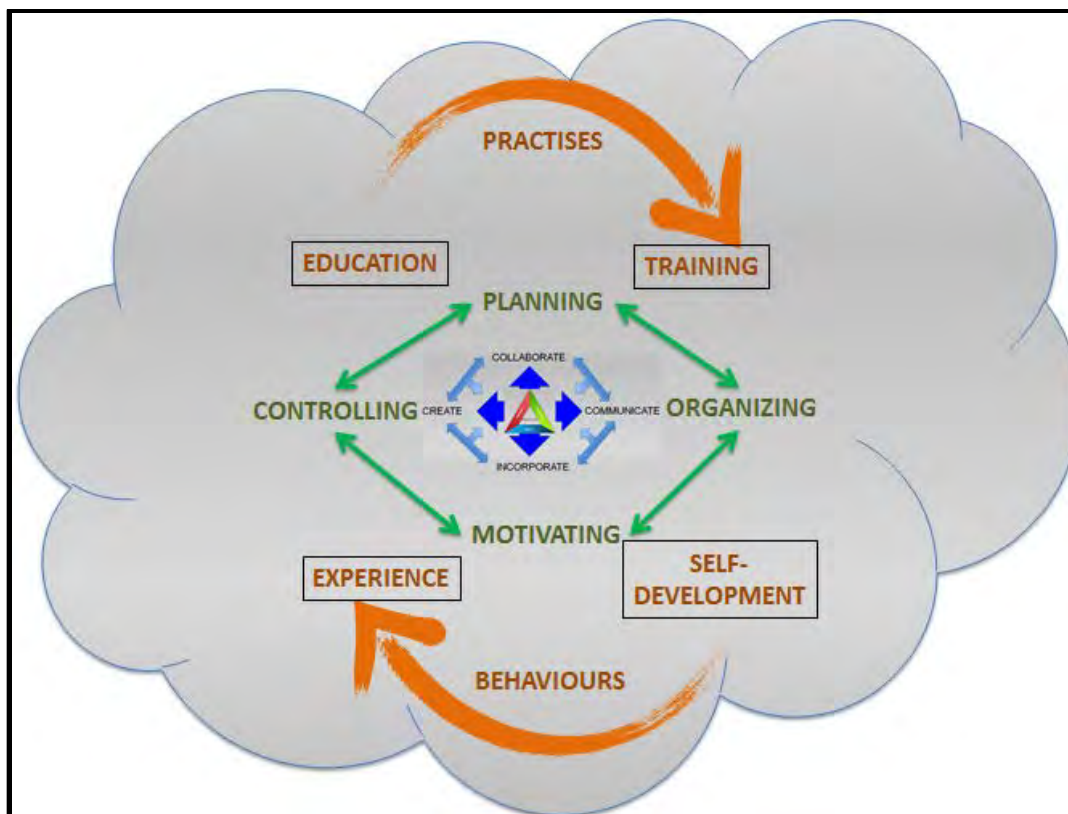 PRACTISES
EDUCATION
TRAINING
PLANNING
COLLABORATE
CONTROLLING
CREATE
COMMUNICATE
ORGANIZING
INCORPORATE
MOTIVATING
EXPERIENCE
SELF-
DEVELOPMENT
BEHAVIOURS